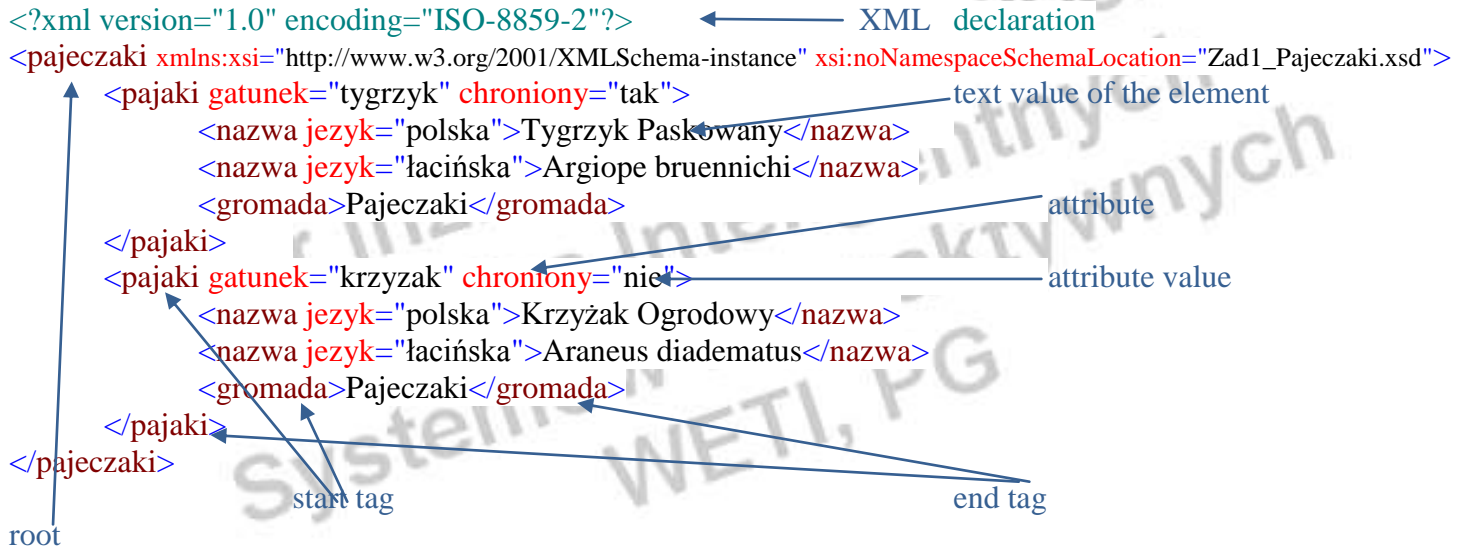 <?xml version="1.0" encoding="ISO-8859-2"?> XML declaration
<pajeczaki xmlns:xsi="http://www.w3.org/2001/XMLSchema-instance" xsi:noNamespaceSchemaLocation="Zad1_Pajeczaki.xsd">
<pajaki gatunek="tygrzyk" chroniony="tak"> text value of the element
<nazwa jezyk="polska">Tygrzyk Paskowany</nazwa>
<nazwa jezyk="łacińska">Argiope bruennichi</nazwa>
<gromada>Pajeczaki</gromada> attribute
</pajaki>
<pajaki gatunek="krzyzak" chroniony="nie"> attribute value
<nazwa jezyk="polska">Krzyżak Ogrodowy</nazwa>
<nazwa jezyk="łacińska">Araneus diadematus</nazwa>
<gromada>Pajeczaki</gromada>
</pajaki>
</pajeczaki>
start tag end tag
root
WETI, PG